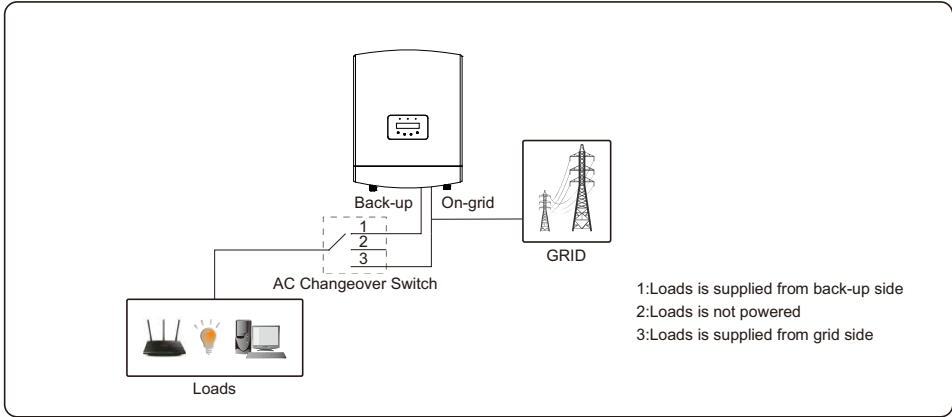 Back-up
On-grid
1
2
3
GRID
AC Changeover Switch
1:Loads is supplied from back-up side
2:Loads is not powered
3:Loads is supplied from grid side
Loads